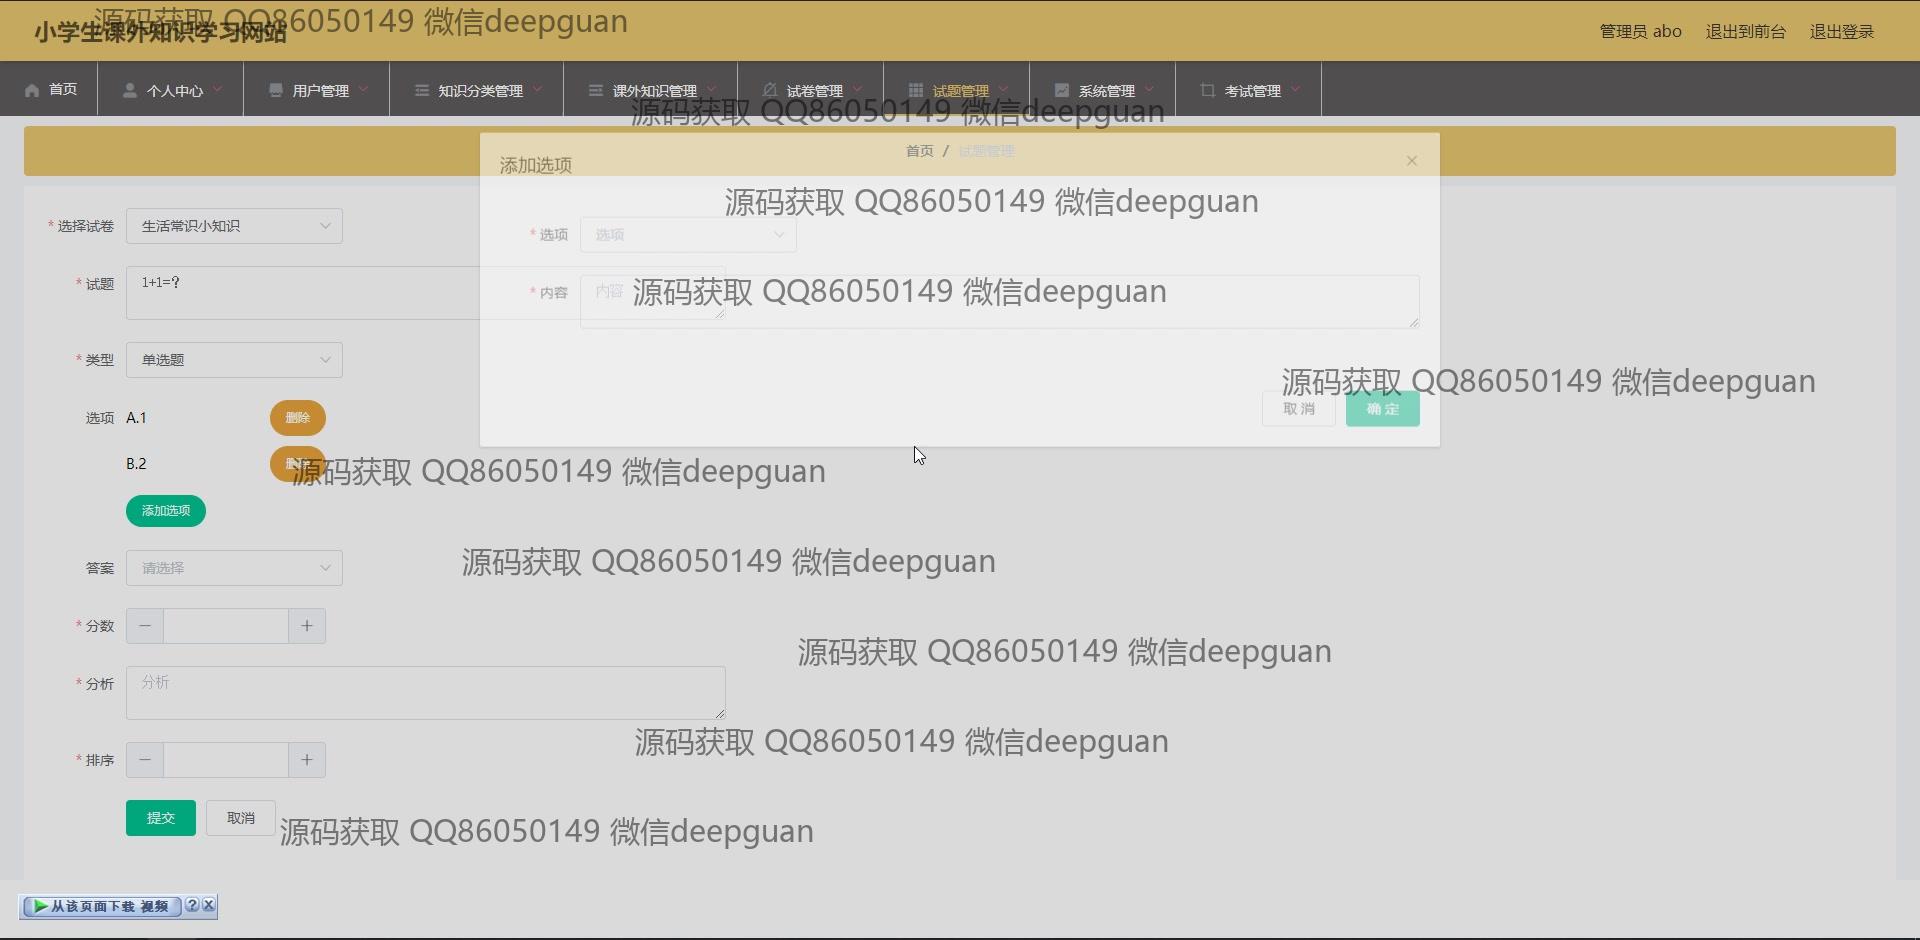 小学生课外知识学习网站
源码获取 QQ86050149 微信deepguan
管理员 abo 退出到前台 退出登录
首页 个人中心 用户管理 知识分类管理 课外知识管理 试卷管理 试题管理 系统管理 考试管理
源码获取 QQ86050149 微信deepguan
首页 / 试题管理
添加选项
源码获取 QQ86050149 微信deepguan
* 选择试卷 生活常识小知识
* 选项 选项
* 试题 1+1=?
* 内容 内容
源码获取 QQ86050149 微信deepguan
* 类型 单选题
源码获取 QQ86050149 微信deepguan
取消 确定
选项 A.1 删除
B.2 删除
源码获取 QQ86050149 微信deepguan
添加选项
答案 请选择
源码获取 QQ86050149 微信deepguan
* 分数
源码获取 QQ86050149 微信deepguan
* 分析 分析
源码获取 QQ86050149 微信deepguan
* 排序
提交 取消
源码获取 QQ86050149 微信deepguan
从该页面下载 视频 ? X